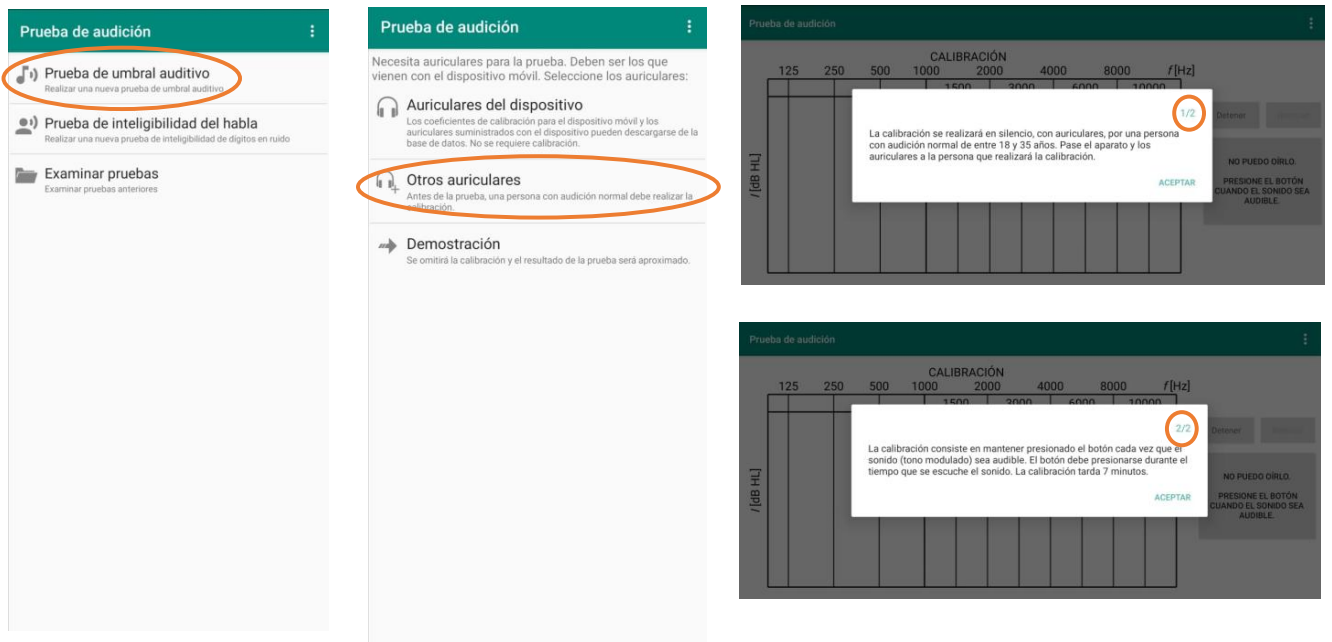 Prueba de audición
Prueba de umbral auditivo
Realizar una nueva prueba de umbral auditivo
Prueba de inteligibilidad del habla
Realizar una nueva prueba de inteligibilidad de dígitos en ruido
Examinar pruebas
Examinar pruebas anteriores
Prueba de audición
Necesita auriculares para la prueba. Deben ser los que
vienen con el dispositivo móvil. Seleccione los auriculares:
Auriculares del dispositivo
Los coeficientes de calibración para el dispositivo móvil y los
auriculares suministrados con el dispositivo pueden descargarse de la
base de datos. No se requiere calibración.
Otros auriculares
Antes de la prueba, una persona con audición normal debe realizar la
calibración.
Demostración
Se omitirá la calibración y el resultado de la prueba será aproximado.
Prueba de audición
CALIBRACIÓN
125 250 500 1000 2000 4000 8000 f [Hz]
1500 3000 6000 10000
I [dB HL]
1/2
La calibración se realizará en silencio, con auriculares, por una persona
con audición normal de entre 18 y 35 años. Pase el aparato y los
auriculares a la persona que realizará la calibración.
ACEPTAR
Detener
NO PUEDO OÍRLO.
PRESIONE EL BOTÓN
CUANDO EL SONIDO SEA
AUDIBLE.
Prueba de audición
CALIBRACIÓN
125 250 500 1000 2000 4000 8000 f [Hz]
1500 3000 6000 10000
I [dB HL]
2/2
La calibración consiste en mantener presionado el botón cada vez que el
sonido (tono modulado) sea audible. El botón debe presionarse durante el
tiempo que se escuche el sonido. La calibración tarda 7 minutos.
ACEPTAR
Detener
NO PUEDO OÍRLO.
PRESIONE EL BOTÓN
CUANDO EL SONIDO SEA
AUDIBLE.